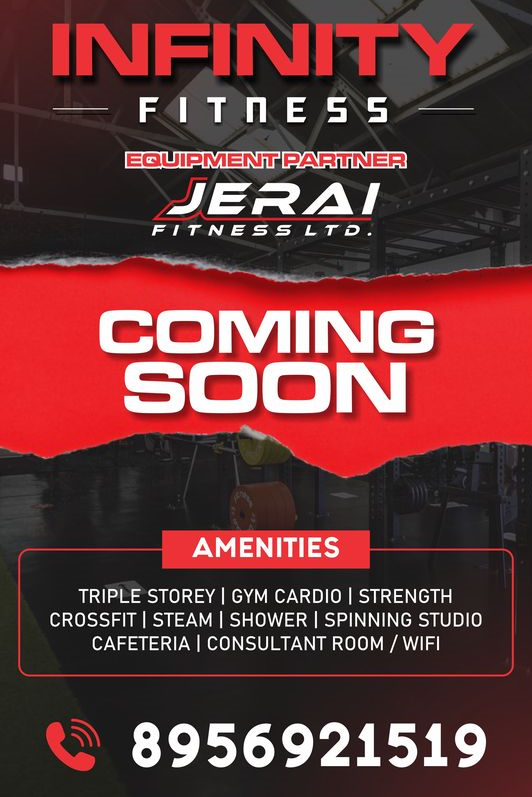 INFINITY
FITNESS
EQUIPMENT PARTNER
JERAI
FITNESS LTD.
COMING
SOON
AMENITIES
TRIPLE STOREY | GYM CARDIO | STRENGTH
CROSSFIT | STEAM | SHOWER | SPINNING STUDIO
CAFETERIA | CONSULTANT ROOM / WIFI
8956921519